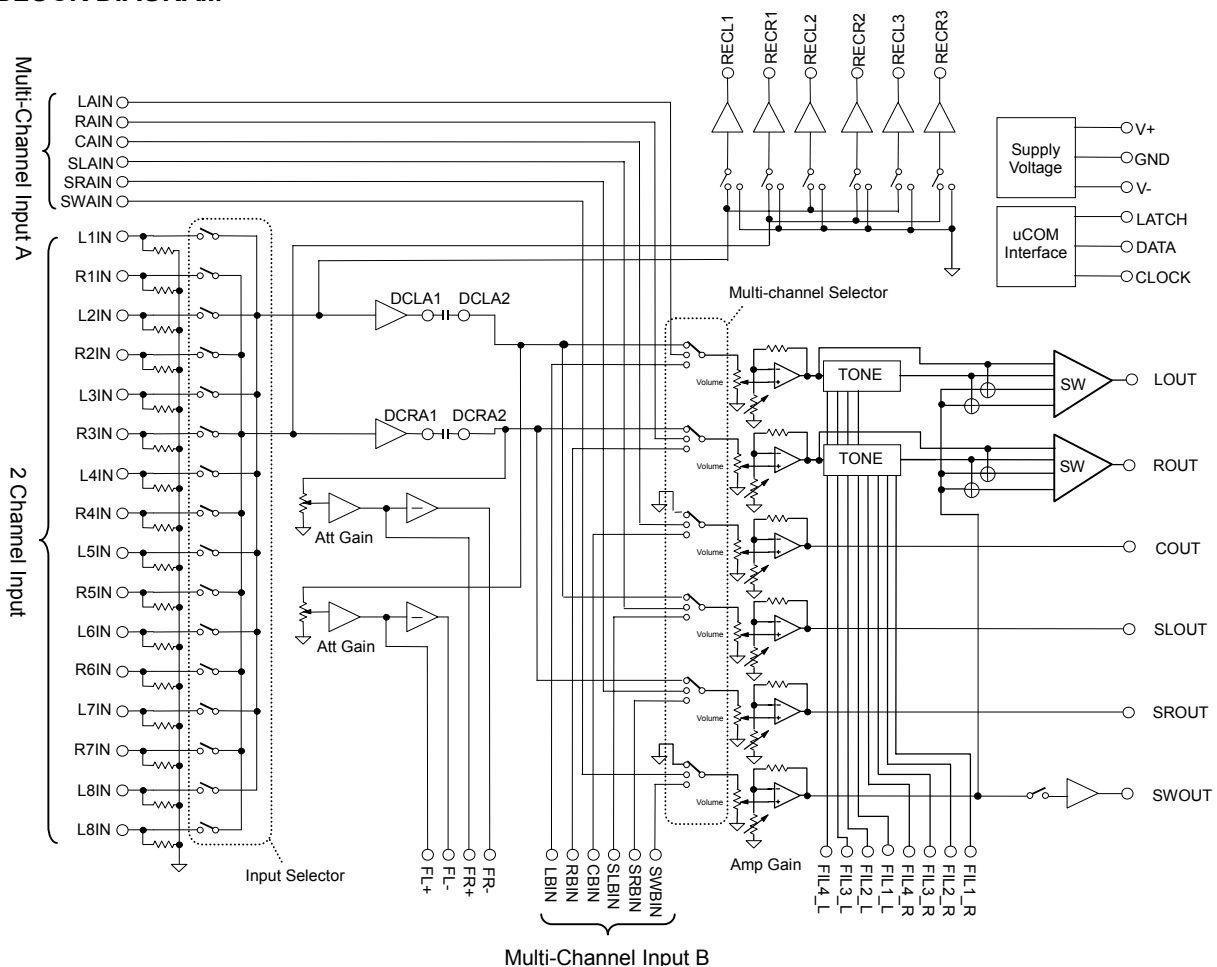 BLOCK DIAGRAM
RECL1
RECR1
RECL2
RECR2
RECL3
RECR3
Multi-Channel Input A
LAIN
RAIN
CAIN
SLAIN
SRAIN
SWAIN
Supply
Voltage
V+
GND
V-
uCOM
Interface
LATCH
DATA
CLOCK
2 Channel Input
L1IN
R1IN
L2IN
R2IN
L3IN
R3IN
L4IN
R4IN
L5IN
R5IN
L6IN
R6IN
L7IN
R7IN
L8IN
L8IN
Input Selector
DCLA1
DCLA2
DCRA1
DCRA2
Att Gain
Att Gain
FL+
FL-
FR+
FR-
Multi-channel Selector
Volume
Volume
Volume
Volume
Volume
Volume
Amp Gain
TONE
TONE
SW
SW
LOUT
ROUT
COUT
SLOUT
SROUT
SWOUT
LBIN
RBIN
CBIN
SLBIN
SRBIN
SWBIN
Multi-Channel Input B
FIL4_L
FIL3_L
FIL2_L
FIL1_L
FIL4_R
FIL3_R
FIL2_R
FIL1_R